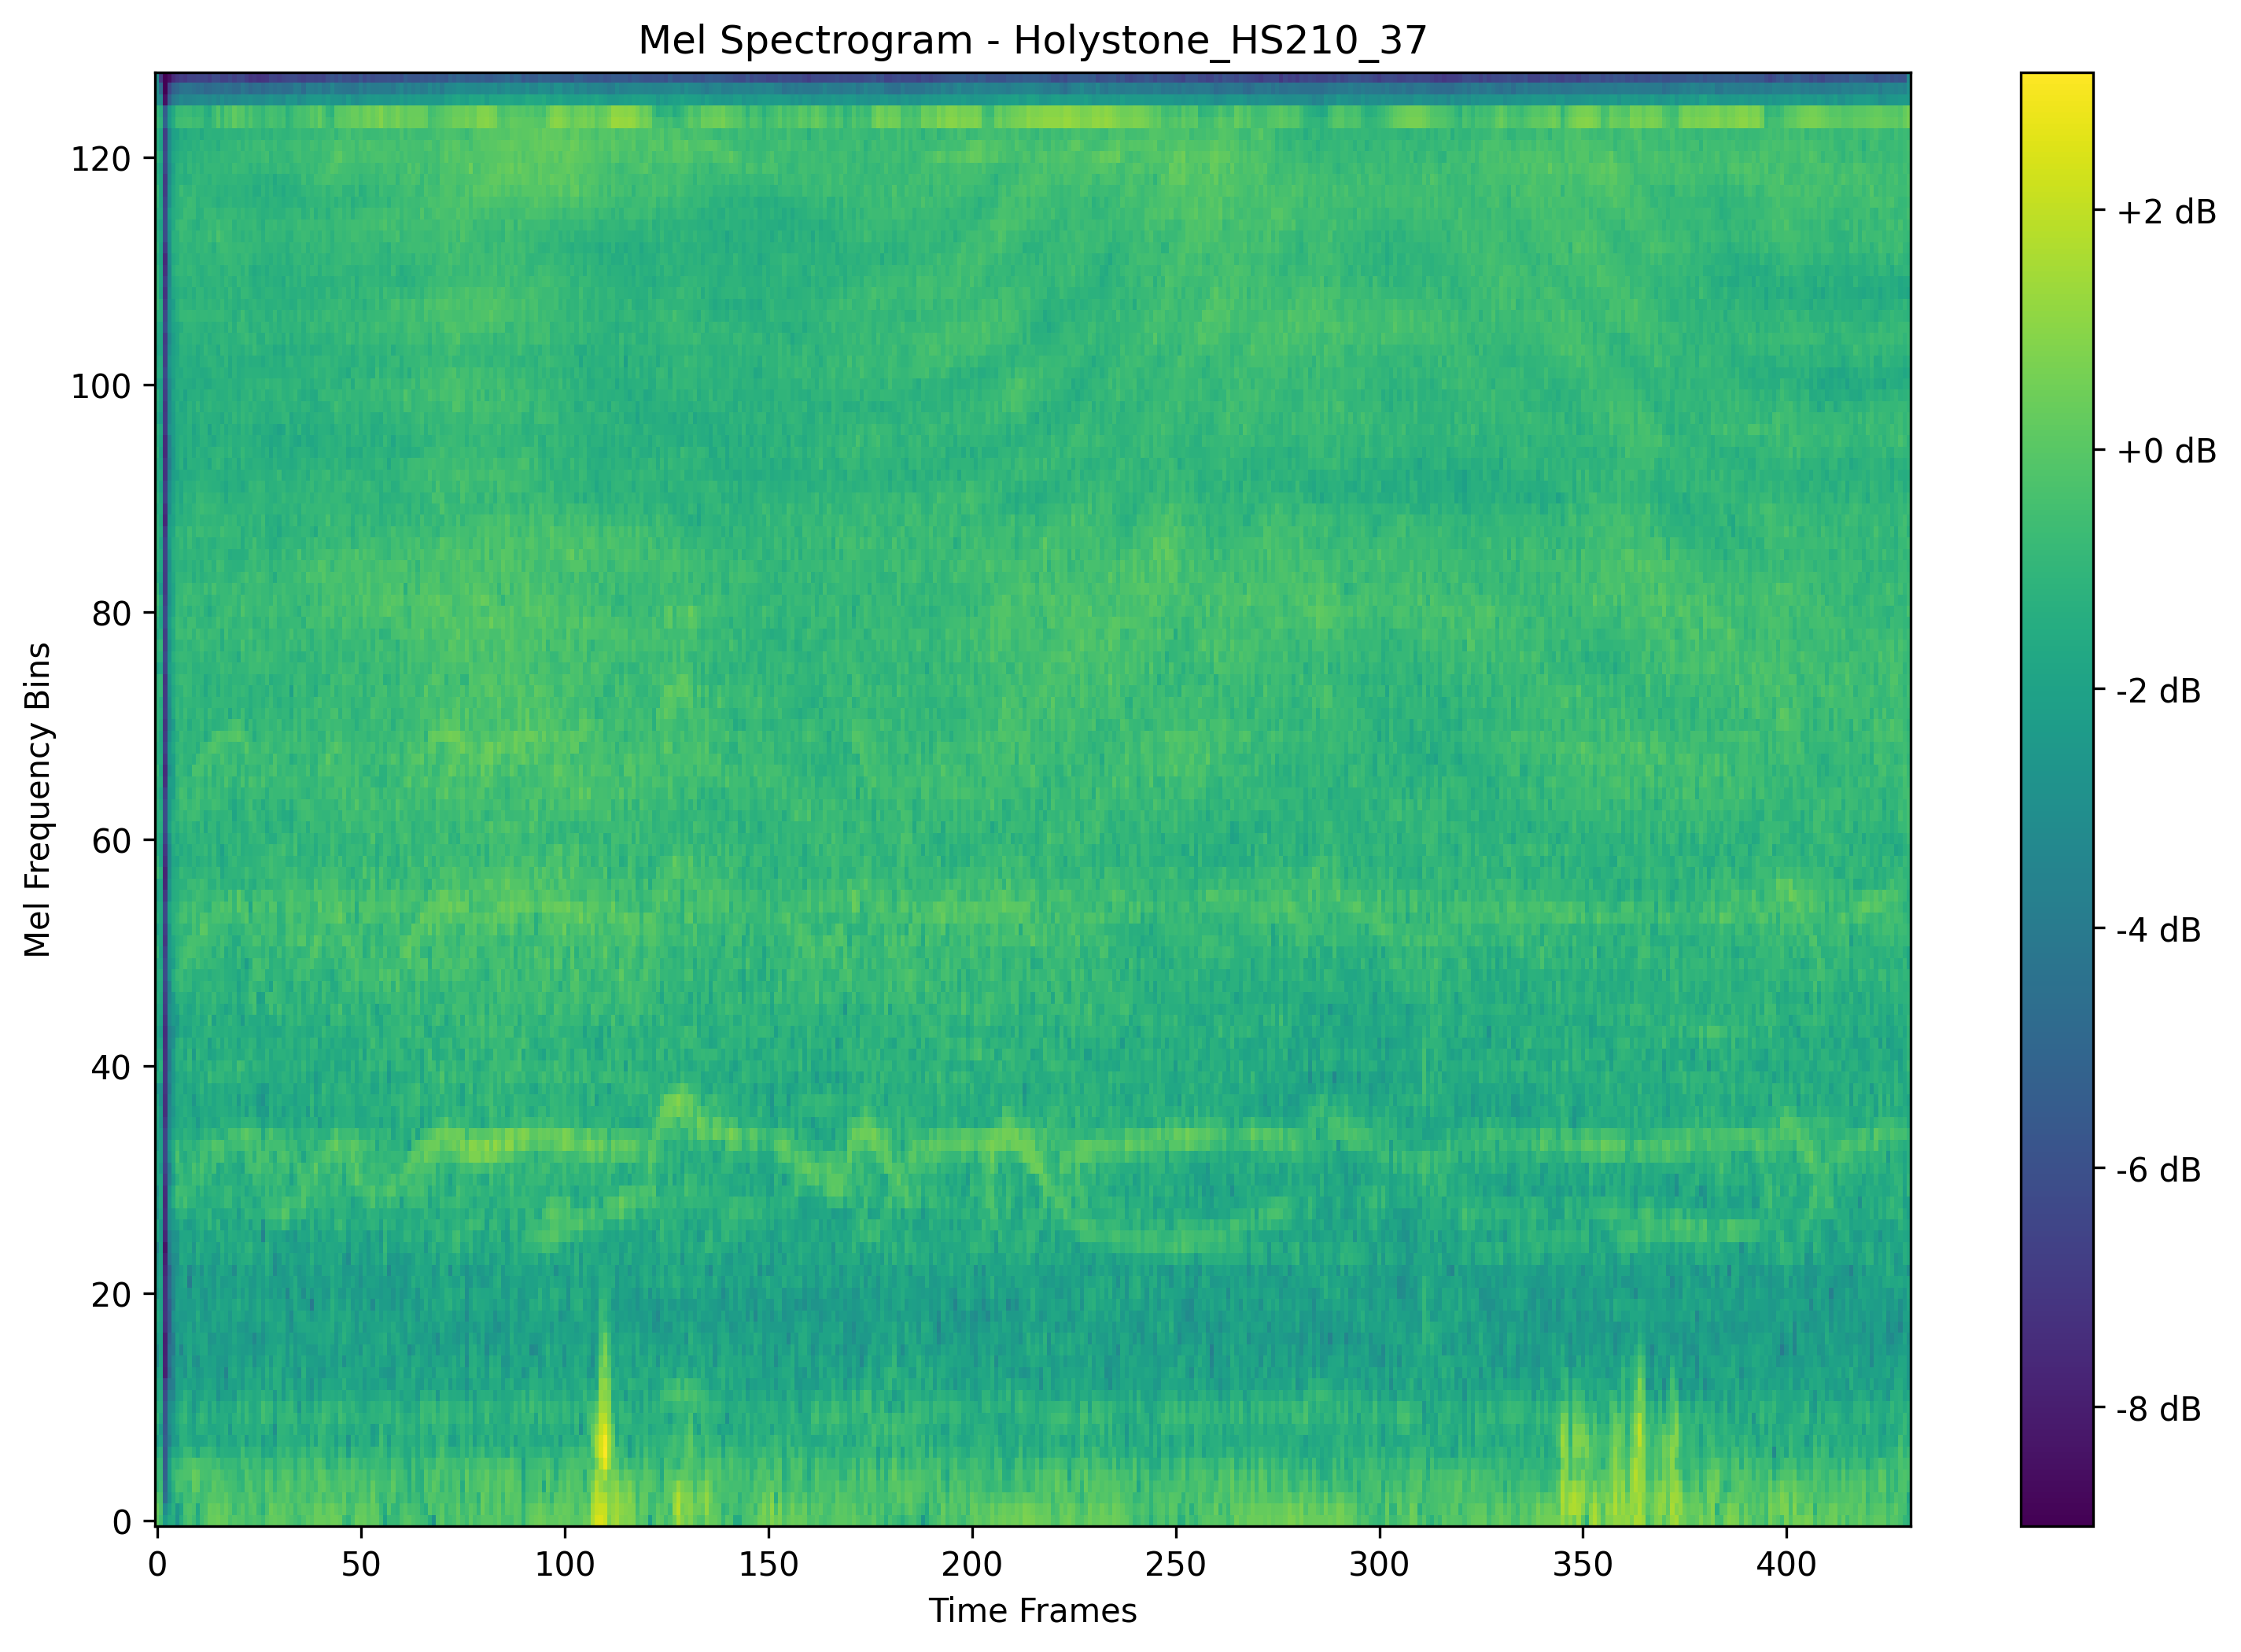 Mel Spectrogram - Holystone_HS210_37
Mel Frequency Bins
120
100
80
60
40
20
0
0 50 100 150 200 250 300 350 400
Time Frames
+2 dB
+0 dB
-2 dB
-4 dB
-6 dB
-8 dB